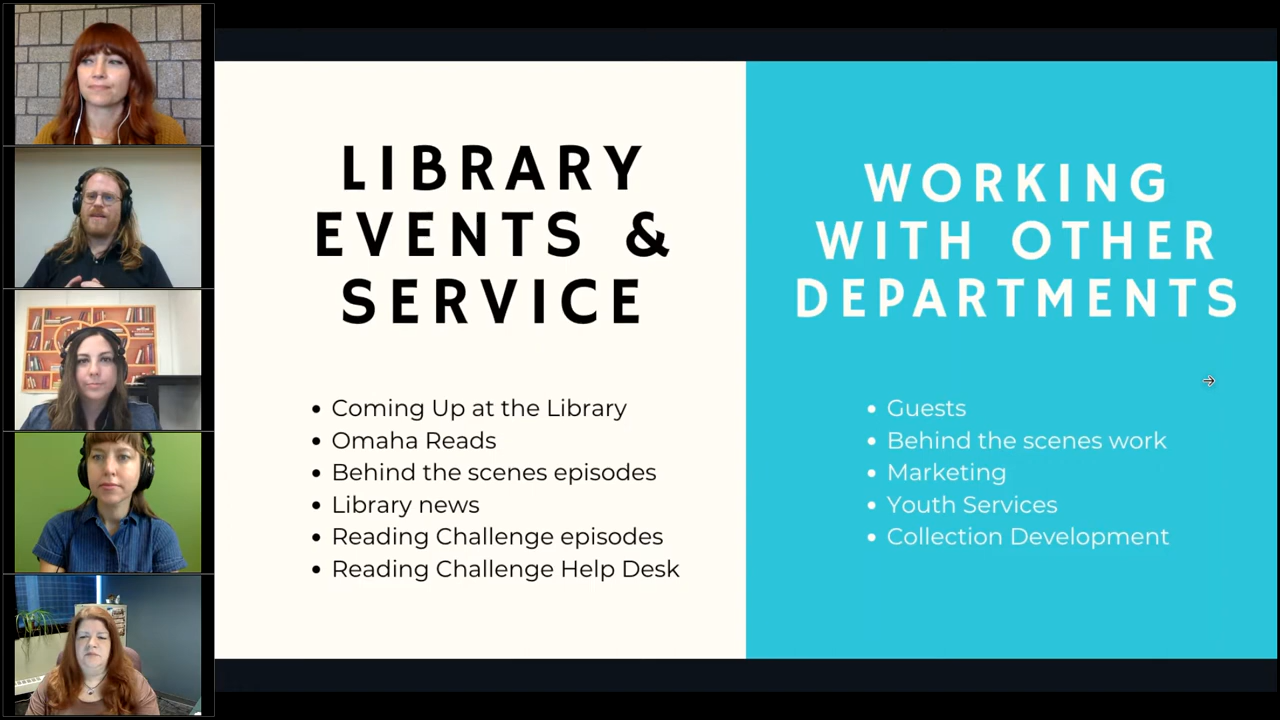 LIBRARY
EVENTS &
SERVICE
Coming Up at the Library
Omaha Reads
Behind the scenes episodes
Library news
Reading Challenge episodes
Reading Challenge Help Desk
WORKING
WITH OTHER
DEPARTMENTS
Guests
Behind the scenes work
Marketing
Youth Services
Collection Development